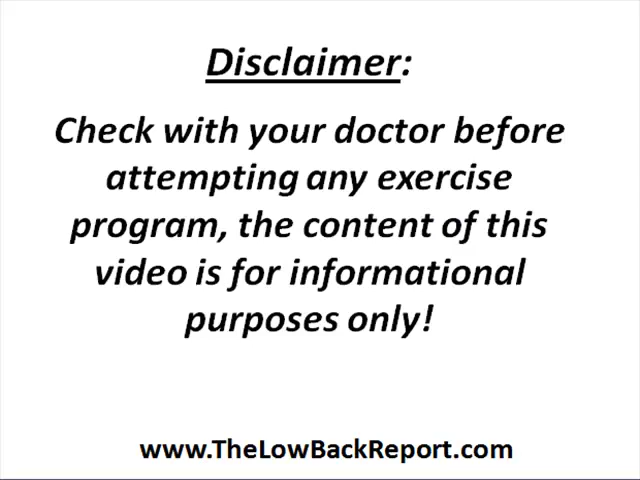 Disclaimer:
Check with your doctor before
attempting any exercise
program, the content of this
video is for informational
purposes only!
www.TheLowBackReport.com